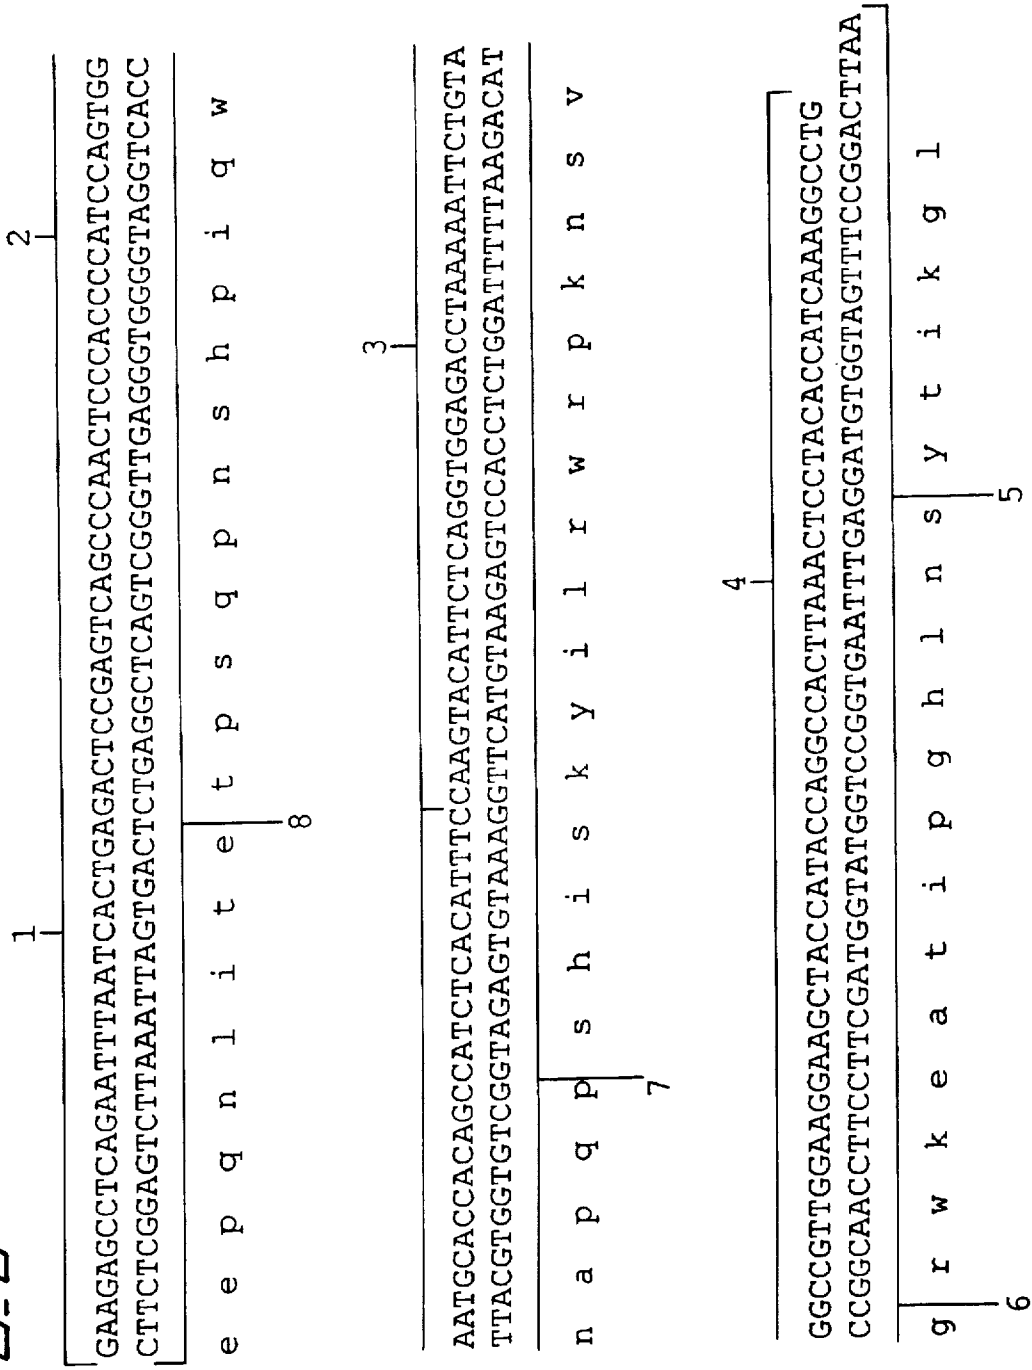 1 2
GAAGAGCCTCAGAATTTAATCACTGAGACTCCGAGTCAGCCCAACTCCCACCCCATCCAGTGG
CTTCTCGGAGTCTTAAATTAGTGACTCTGAGGCTCAGTCGGGTTGAGGGTGGGGTAGGTCACC
e e p q n l i t e t p s q p n s h p i q w
8
3
AATGCACCACAGCCATCTCACATTTCCAAGTACATTCTCAGGTGGAGACCTAAAAATTCTGTA
TTACGTGGTGTCGGTAGAGTGTAAAGGTTCATGTAAGAGTCCACCTCTGGATTTTTAAGACAT
n a p q p s h i s k y i l r w r p k n s v
7
4
GGCCGTTGGAAGGAAGCTACCATACCAGGCCACTTAAACTCCTACACCATCAAAGGCCTG
CCGGCAACCTTCCTTCGATGGTATGGTCCGGTGAATTTGAGGATGTGGTAGTTTCCGGACTTAA
g r w k e a t i p g h l n s y t i k g l
6 5